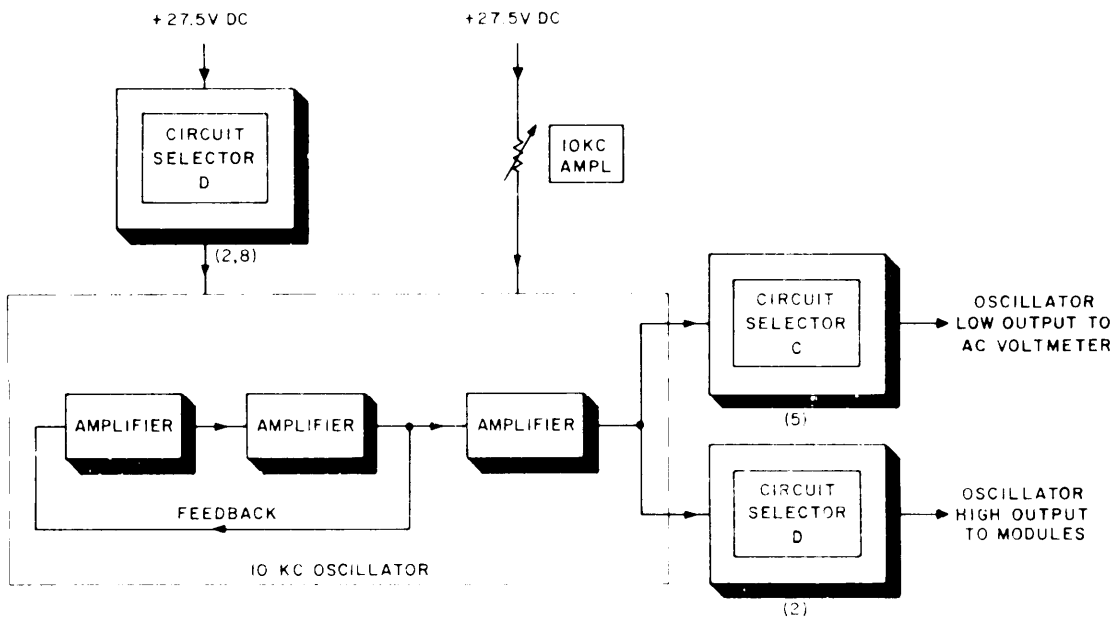 +27.5V DC
+27.5V DC
CIRCUIT
SELECTOR
D
10KC
AMPL
(2,8)
CIRCUIT
SELECTOR
C
OSCILLATOR
LOW OUTPUT TO
AC VOLTMETER
(5)
AMPLIFIER
AMPLIFIER
AMPLIFIER
FEEDBACK
CIRCUIT
SELECTOR
D
OSCILLATOR
HIGH OUTPUT
TO MODULES
10 KC OSCILLATOR
(2)